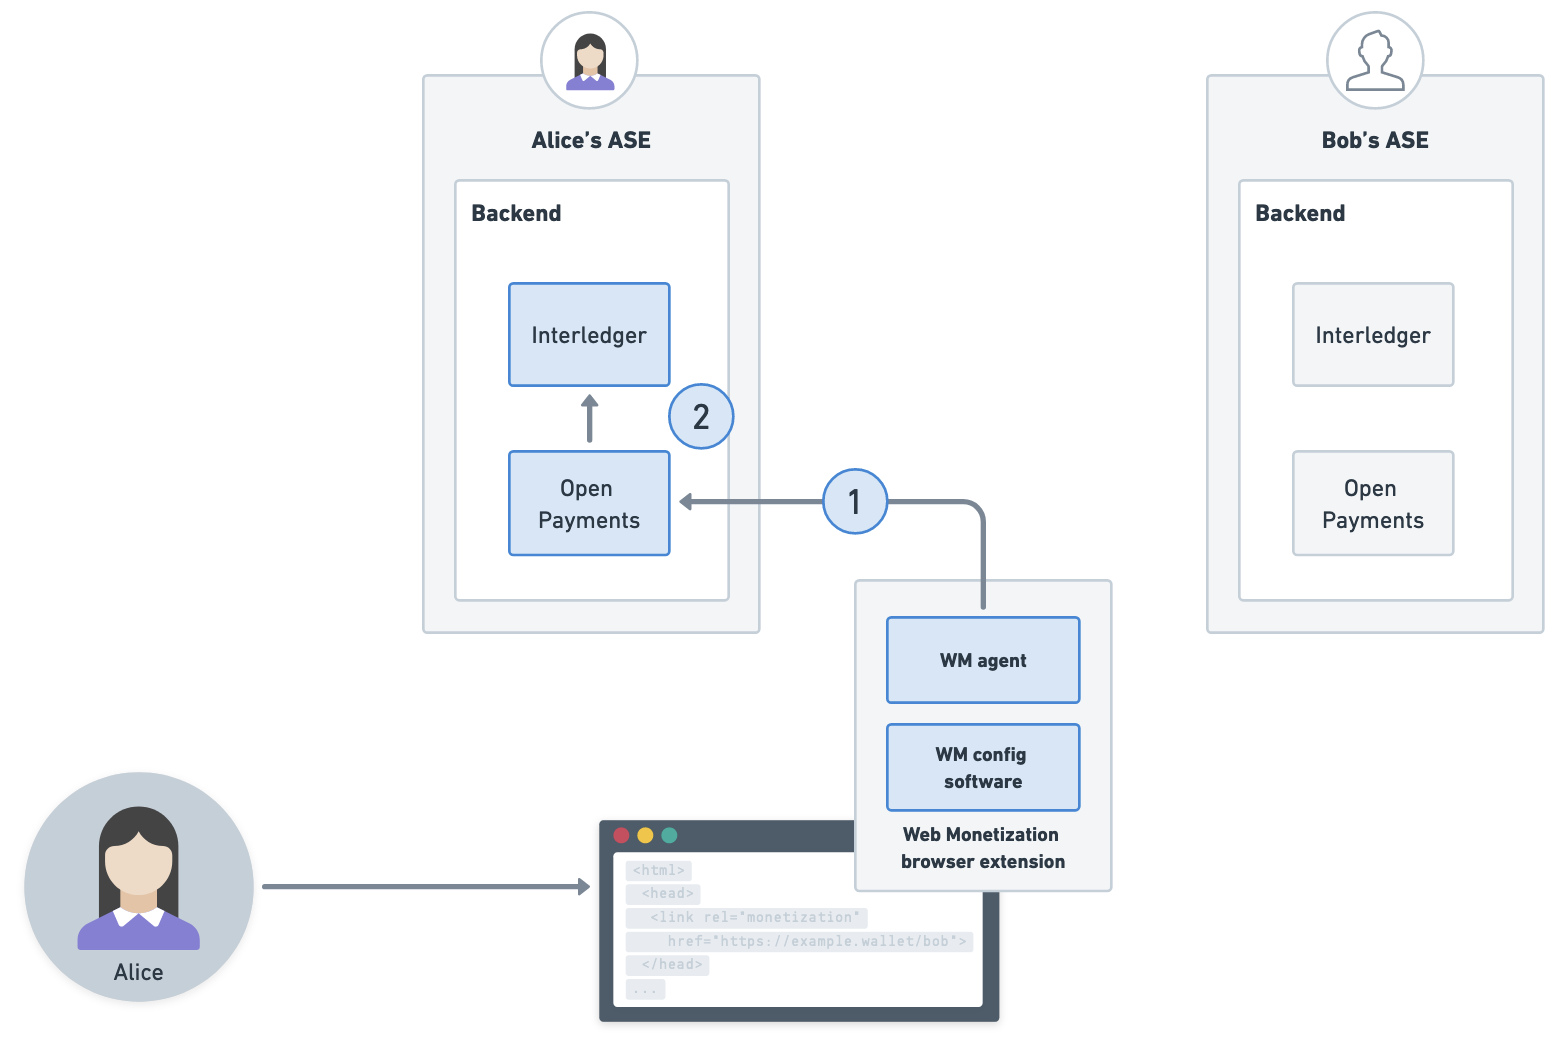 Alice’s ASE
Backend
Interledger
2
Open
Payments
1
Bob’s ASE
Backend
Interledger
Open
Payments
WM agent
WM config
software
Web Monetization
browser extension
<html>
<head>
<link rel="monetization"
href="https://example.wallet/bob">
</head>
...
Alice